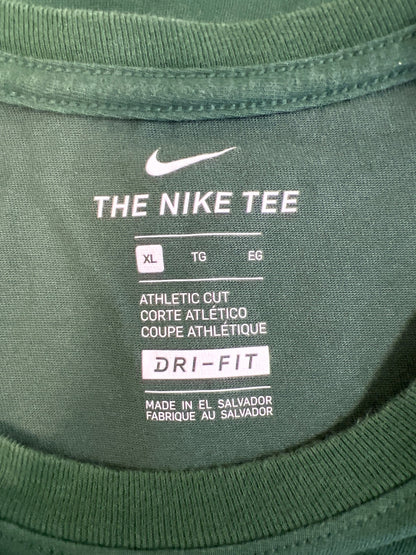 THE NIKE TEE
XL TG EG
ATHLETIC CUT
CORTE ATLÉTICO
COUPE ATHLÉTIQUE
DRI-FIT
MADE IN EL SALVADOR
FABRIQUE AU SALVADOR